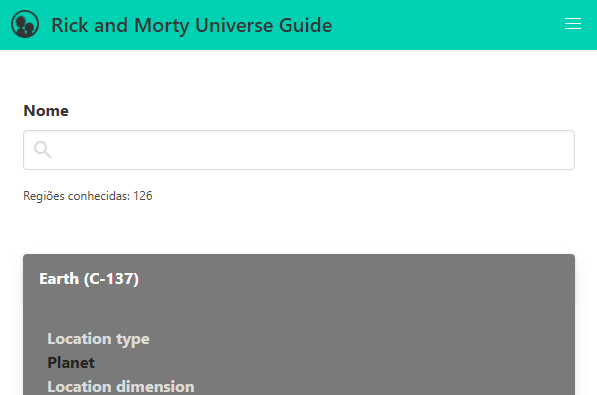 Rick and Morty Universe Guide
Nome
Regiões conhecidas: 126
Earth (C-137)
Location type
Planet
Location dimension